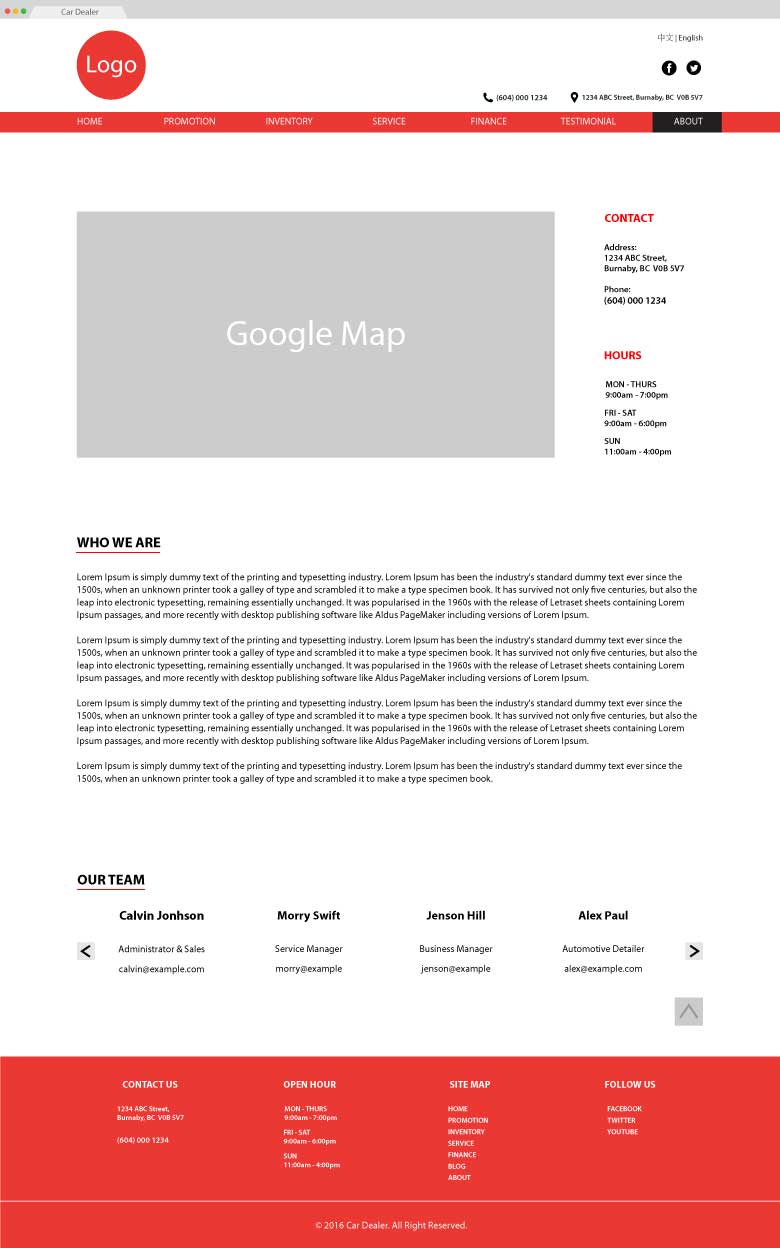 Car Dealer
Logo
中文 | English
(604) 000 1234
1234 ABC Street, Burnaby, BC V0B 5V7
HOME
PROMOTION
INVENTORY
SERVICE
FINANCE
TESTIMONIAL
ABOUT
Google Map
CONTACT
Address:
1234 ABC Street,
Burnaby, BC V0B 5V7
Phone:
(604) 000 1234
HOURS
MON - THURS
9:00am - 7:00pm
FRI - SAT
9:00am - 6:00pm
SUN
11:00am - 4:00pm
WHO WE ARE
Lorem Ipsum is simply dummy text of the printing and typesetting industry. Lorem Ipsum has been the industry's standard dummy text ever since the
1500s, when an unknown printer took a galley of type and scrambled it to make a type specimen book. It has survived not only five centuries, but also the
leap into electronic typesetting, remaining essentially unchanged. It was popularised in the 1960s with the release of Letraset sheets containing Lorem
Ipsum passages, and more recently with desktop publishing software like Aldus PageMaker including versions of Lorem Ipsum.
Lorem Ipsum is simply dummy text of the printing and typesetting industry. Lorem Ipsum has been the industry's standard dummy text ever since the
1500s, when an unknown printer took a galley of type and scrambled it to make a type specimen book. It has survived not only five centuries, but also the
leap into electronic typesetting, remaining essentially unchanged. It was popularised in the 1960s with the release of Letraset sheets containing Lorem
Ipsum passages, and more recently with desktop publishing software like Aldus PageMaker including versions of Lorem Ipsum.
Lorem Ipsum is simply dummy text of the printing and typesetting industry. Lorem Ipsum has been the industry's standard dummy text ever since the
1500s, when an unknown printer took a galley of type and scrambled it to make a type specimen book. It has survived not only five centuries, but also the
leap into electronic typesetting, remaining essentially unchanged. It was popularised in the 1960s with the release of Letraset sheets containing Lorem
Ipsum passages, and more recently with desktop publishing software like Aldus PageMaker including versions of Lorem Ipsum.
Lorem Ipsum is simply dummy text of the printing and typesetting industry. Lorem Ipsum has been the industry's standard dummy text ever since the
1500s, when an unknown printer took a galley of type and scrambled it to make a type specimen book.
OUR TEAM
Calvin Jonhson
Administrator & Sales
calvin@example.com
Morry Swift
Service Manager
morry@example
Jenson Hill
Business Manager
jenson@example
Alex Paul
Automotive Detailer
alex@example.com
CONTACT US
1234 ABC Street,
Burnaby, BC V0B 5V7
(604) 000 1234
OPEN HOUR
MON - THURS
9:00am - 7:00pm
FRI - SAT
9:00am - 6:00pm
SUN
11:00am - 4:00pm
SITE MAP
HOME
PROMOTION
INVENTORY
SERVICE
FINANCE
BLOG
ABOUT
FOLLOW US
FACEBOOK
TWITTER
YOUTUBE
© 2016 Car Dealer. All Right Reserved.